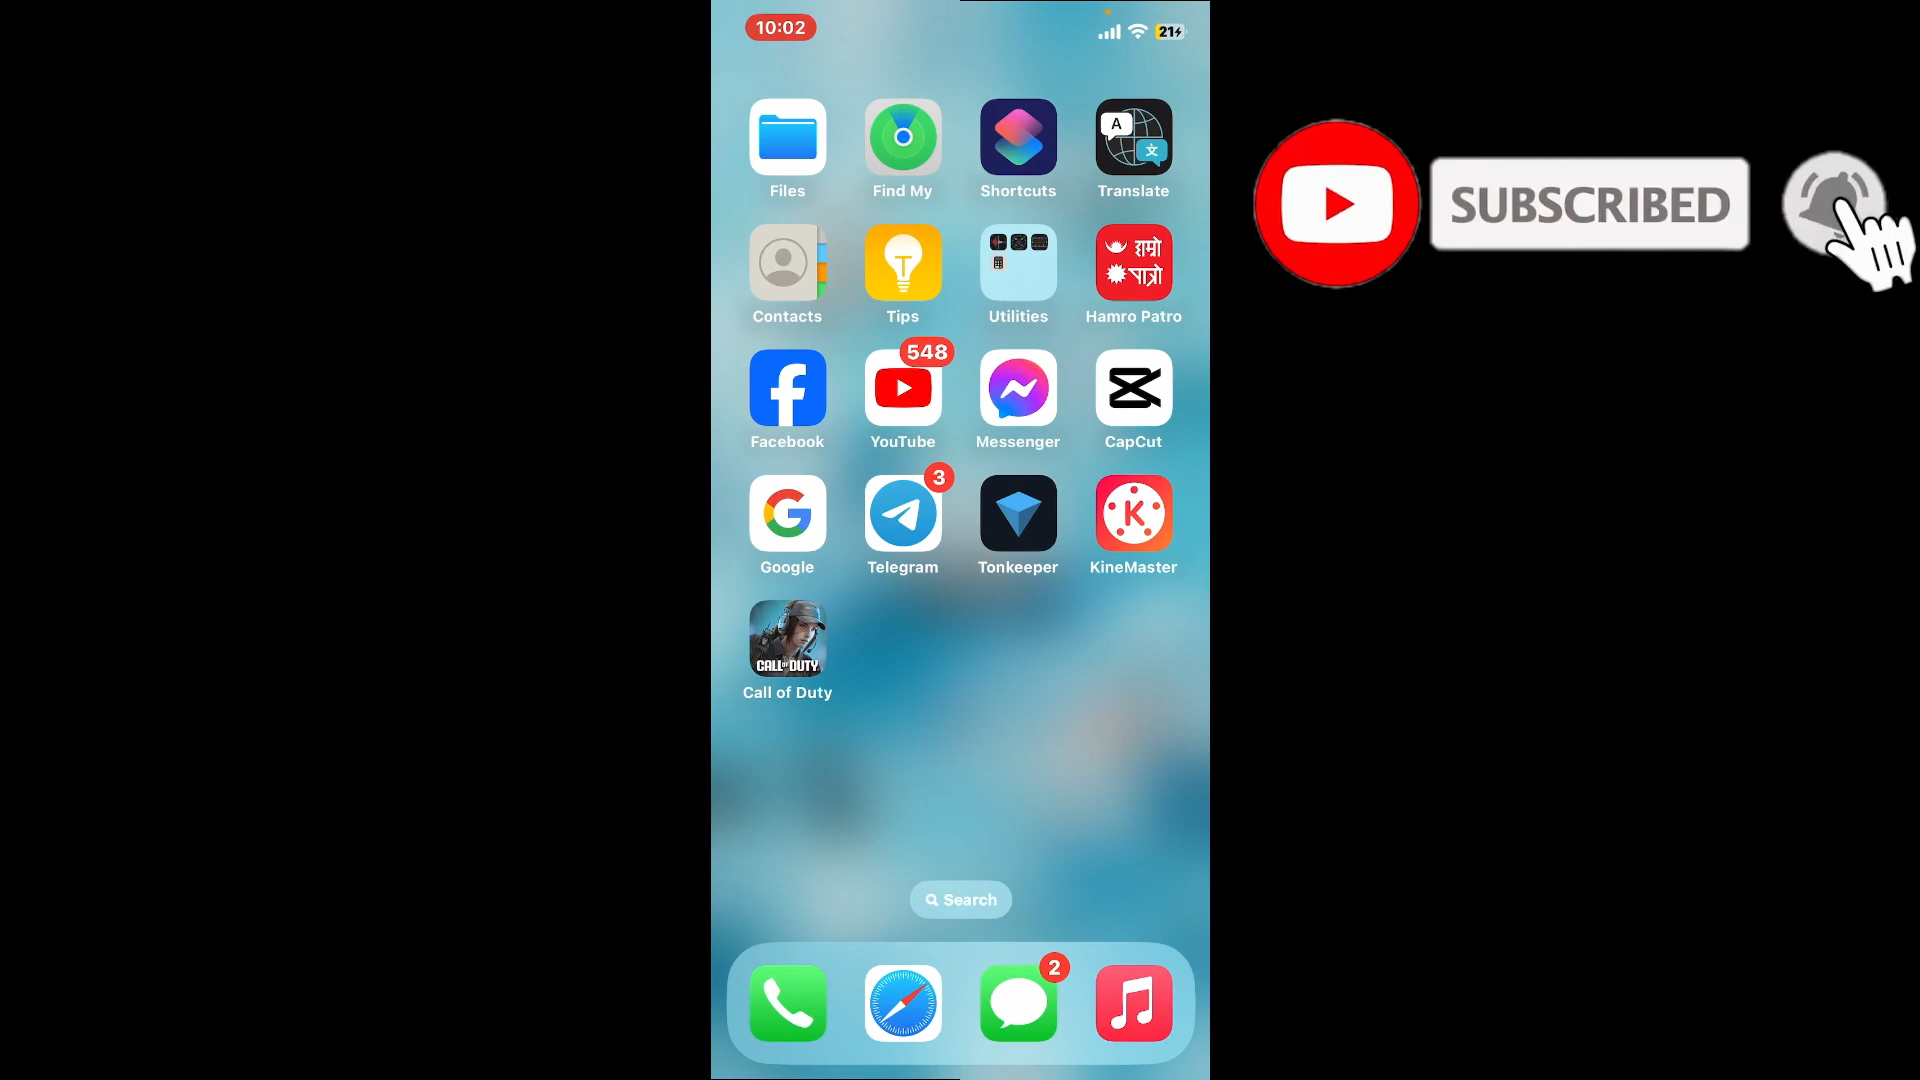 10:02
21
SUBSCRIBED
A
文
Files
Find My
Shortcuts
Translate
T
हाम्रो
पात्रो
Contacts
Tips
Utilities
Hamro Patro
548
Facebook
YouTube
Messenger
CapCut
G
3
K
Google
Telegram
Tonkeeper
KineMaster
CALL OF DUTY
Call of Duty
Search
2